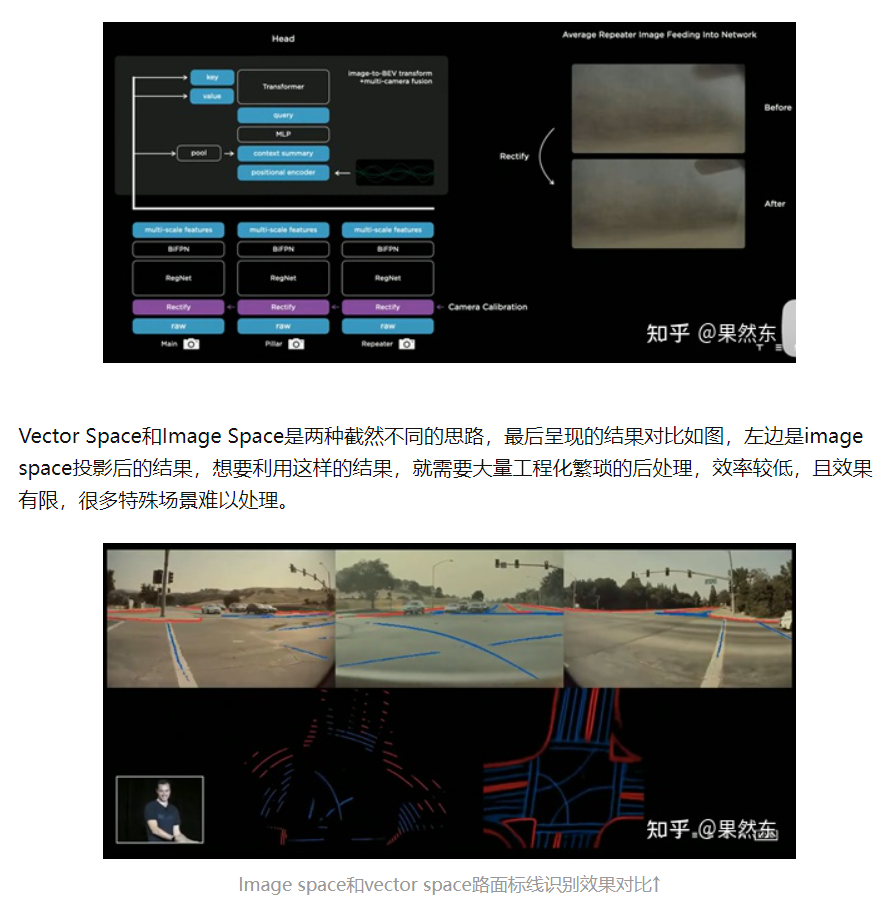 Head
Average Repeater Image Feeding Into Network
key
value
Transformer
image-to-BEV transform
+multi-camera fusion
query
MLP
pool
context summary
positional encoder
Before
Rectify
After
multi-scale features
multi-scale features
multi-scale features
BiFPN
BiFPN
BiFPN
RegNet
RegNet
RegNet
Rectify
Rectify
Rectify
Camera Calibration
raw
raw
raw
Main
Pillar
Repeater
知乎 @果然东
Vector Space和Image Space是两种截然不同的思路，最后呈现的结果对比如图，左边是image
space投影后的结果，想要利用这样的结果，就需要大量工程化繁琐的后处理，效率较低，且效果
有限，很多特殊场景难以处理。
知乎 @果然东
Image space和vector space路面标线识别效果对比↑